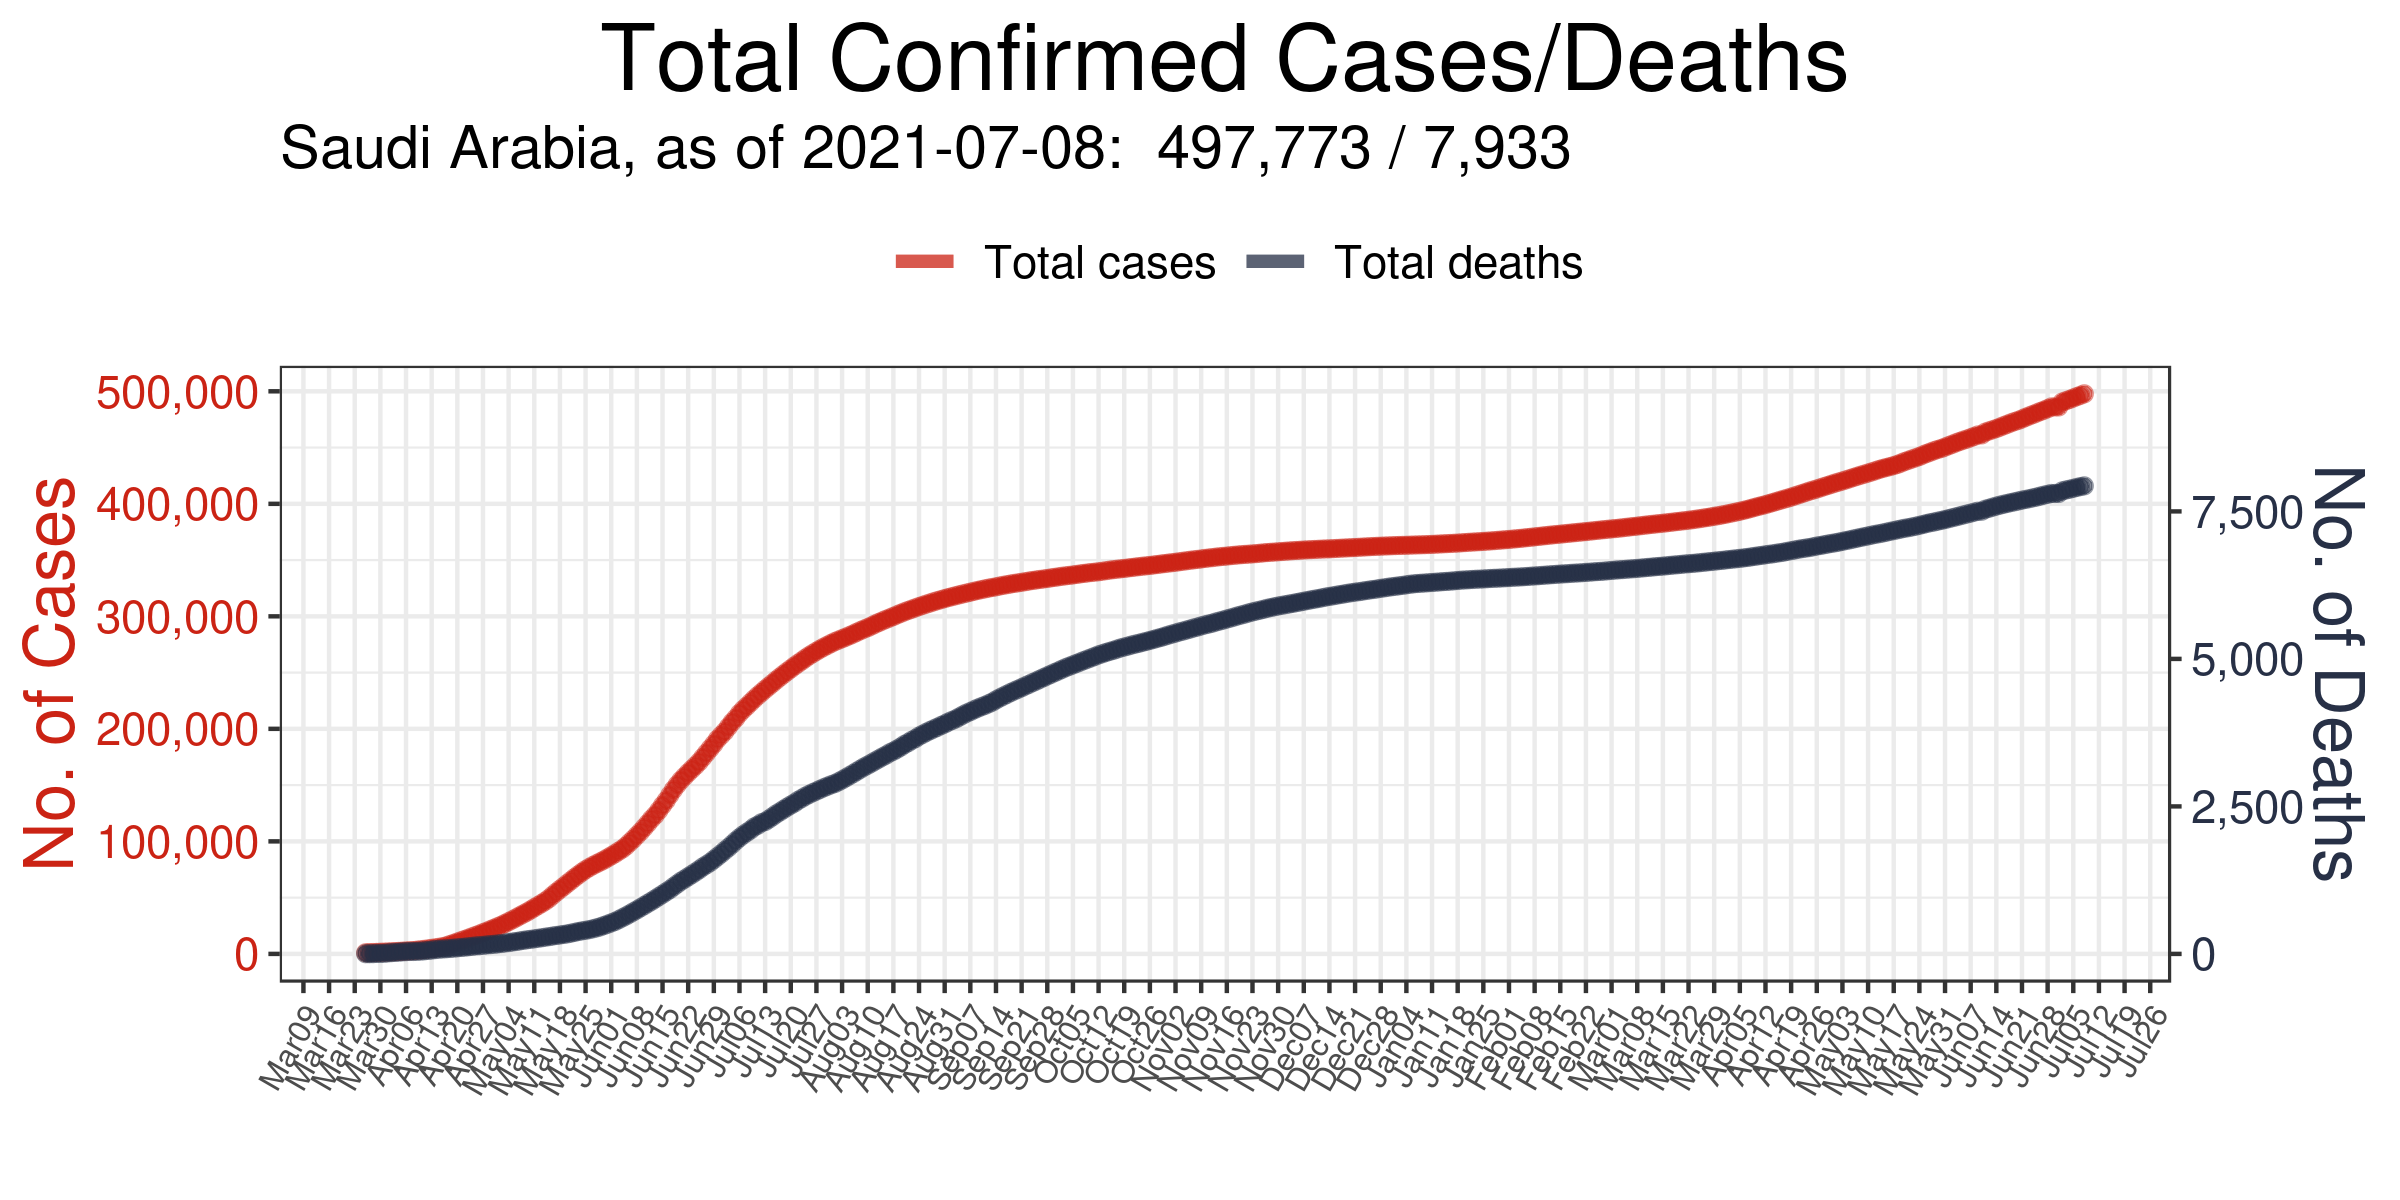 Total Confirmed Cases/Deaths
Saudi Arabia, as of 2021-07-08:  497,773 / 7,933
Total cases
Total deaths
No. of Cases
500,000
400,000
300,000
200,000
100,000
0
7,500
5,000
2,500
0
No. of Deaths
Mar09
Mar16
Mar23
Mar30
Apr06
Apr13
Apr20
Apr27
May04
May11
May18
May25
Jun01
Jun08
Jun15
Jun22
Jun29
Jul06
Jul13
Jul20
Jul27
Aug03
Aug10
Aug17
Aug24
Aug31
Sep07
Sep14
Sep21
Sep28
Oct05
Oct12
Oct19
Oct26
Nov02
Nov09
Nov16
Nov23
Nov30
Dec07
Dec14
Dec21
Dec28
Jan04
Jan11
Jan18
Jan25
Feb01
Feb08
Feb15
Feb22
Mar01
Mar08
Mar15
Mar22
Mar29
Apr05
Apr12
Apr19
Apr26
May03
May10
May17
May24
May31
Jun07
Jun14
Jun21
Jun28
Jul05
Jul12
Jul19
Jul26